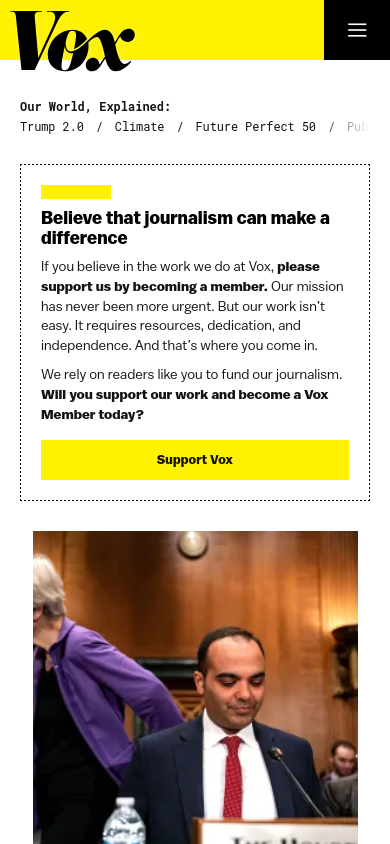 Vox
Our World, Explained:
Trump 2.0 / Climate / Future Perfect 50 / Pub
Believe that journalism can make a
difference
If you believe in the work we do at Vox, please
support us by becoming a member. Our mission
has never been more urgent. But our work isn't
easy. It requires resources, dedication, and
independence. And that's where you come in.
We rely on readers like you to fund our journalism.
Will you support our work and become a Vox
Member today?
Support Vox